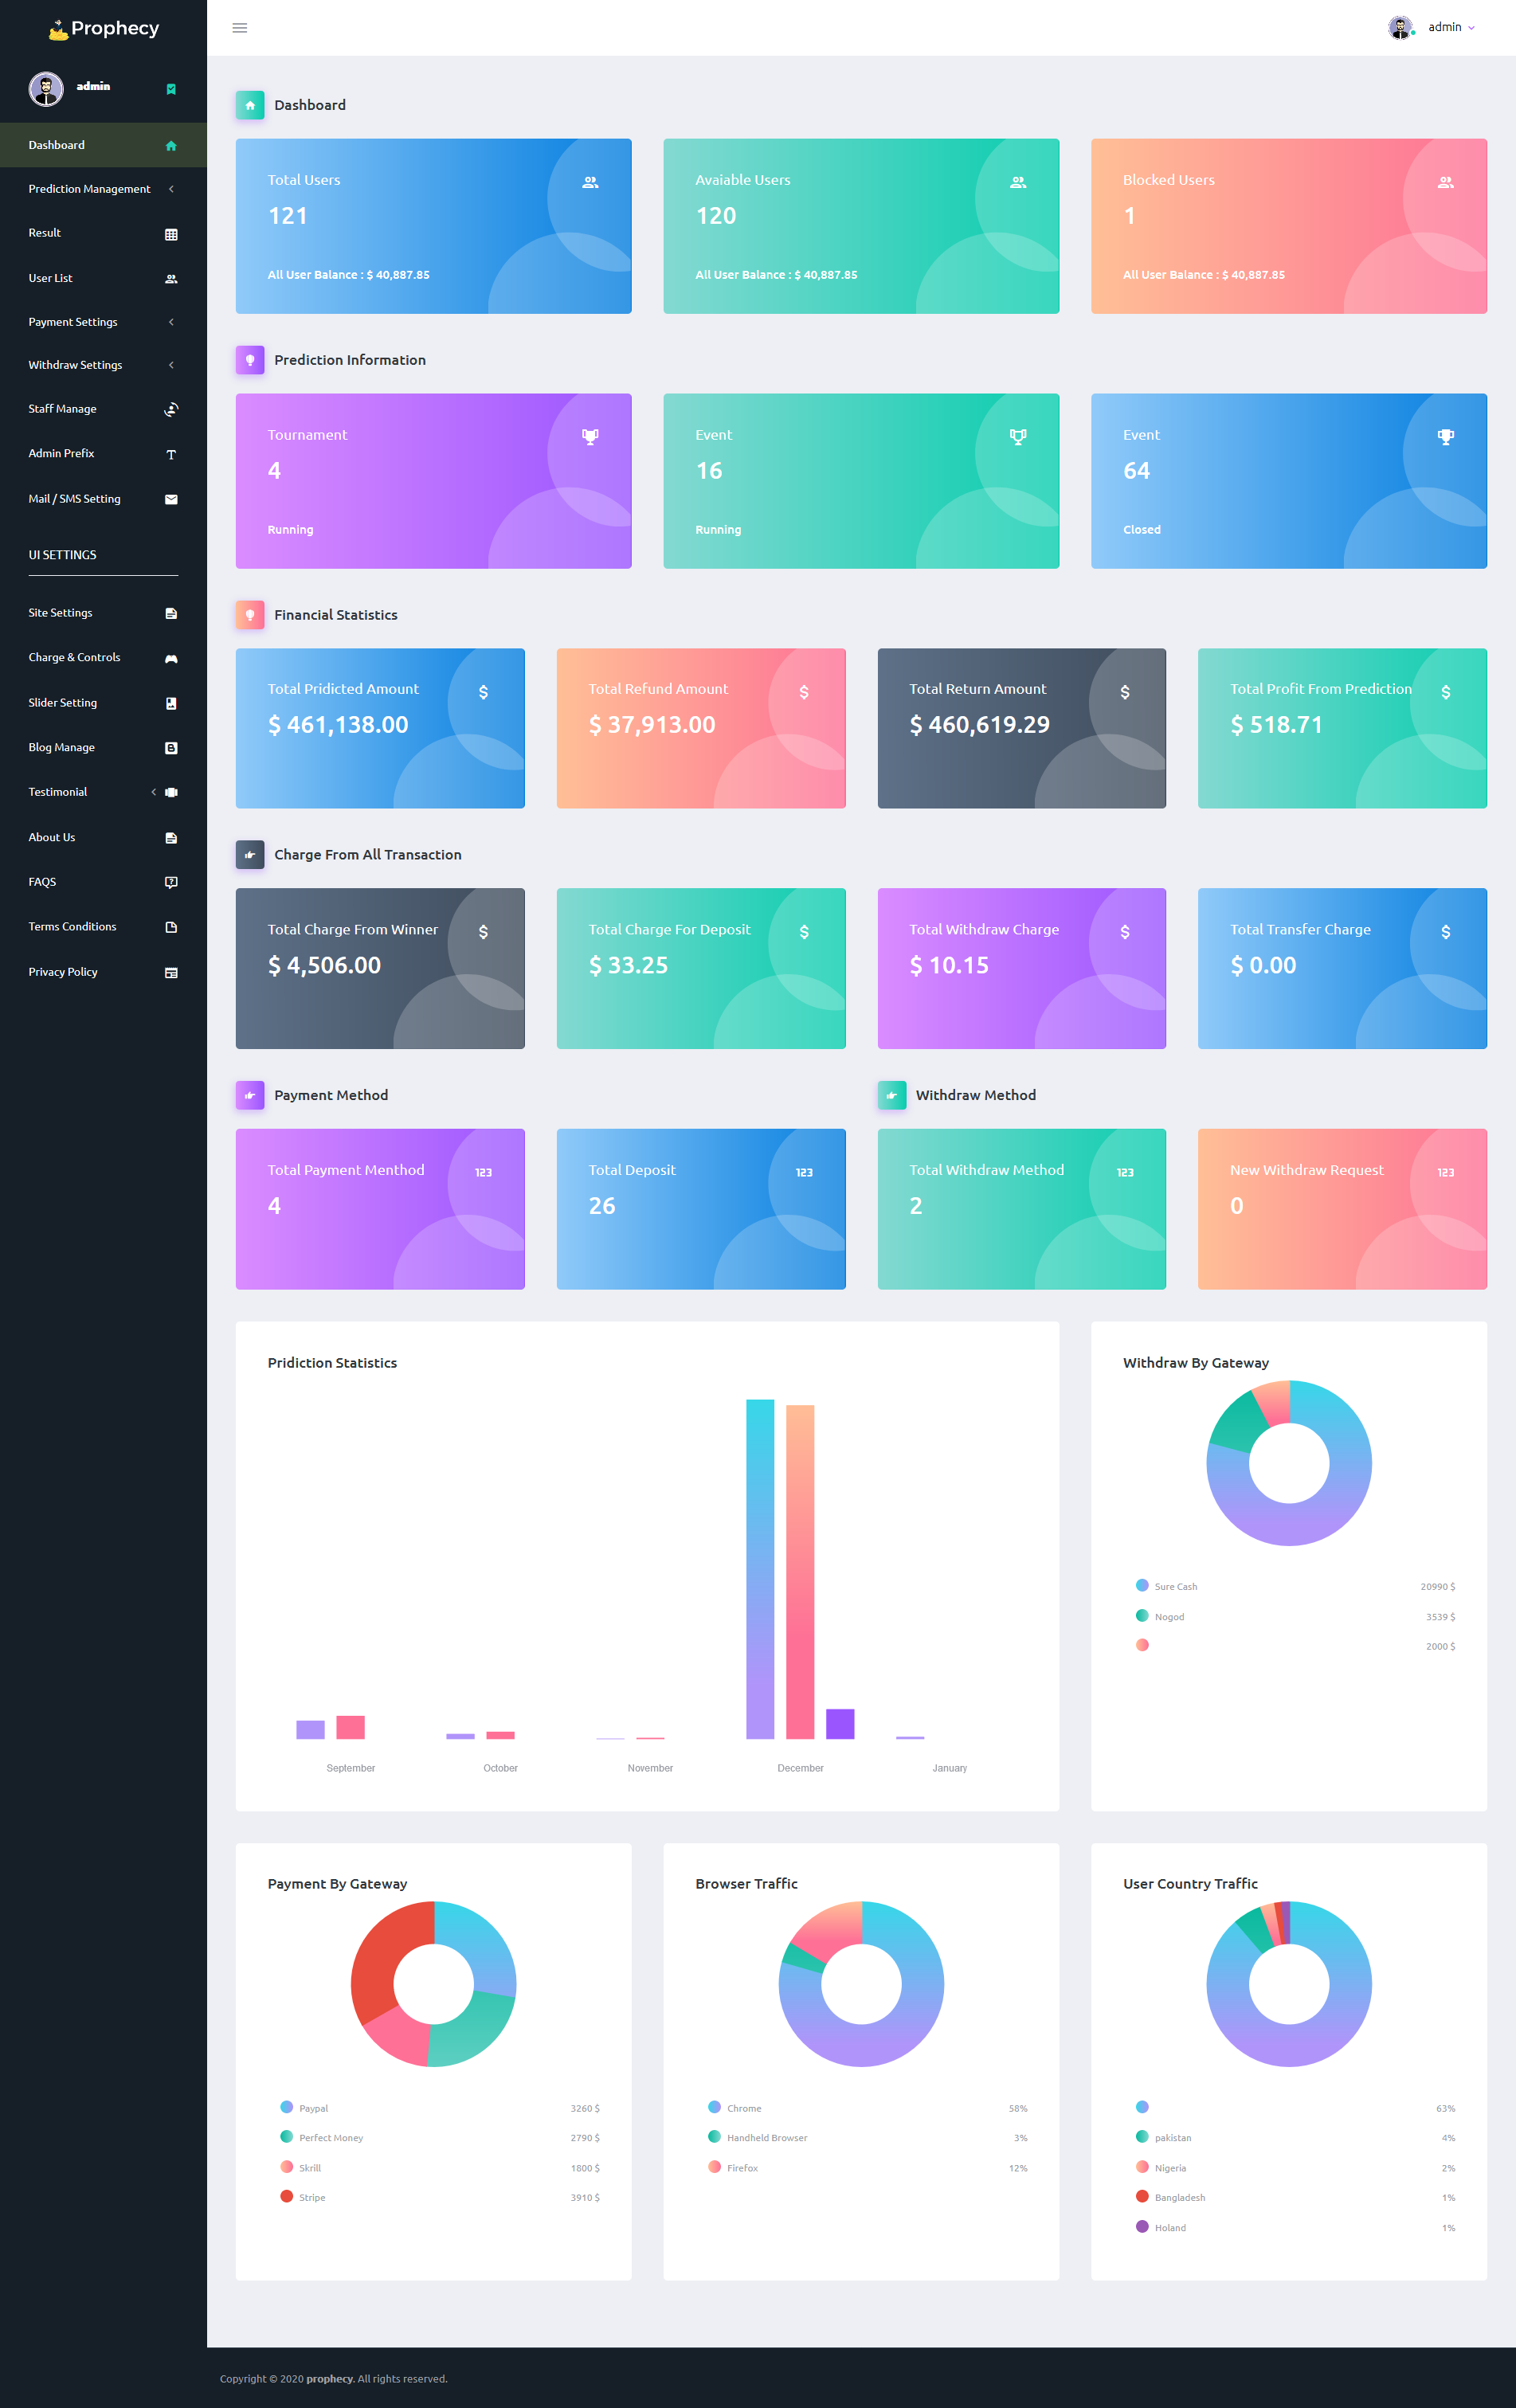 Prophecy
admin
admin
Dashboard
Prediction Management
Result
User List
Payment Settings
Withdraw Settings
Staff Manage
Admin Prefix
Mail / SMS Setting
UI SETTINGS
Site Settings
Charge & Controls
Slider Setting
Blog Manage
Testimonial
About Us
FAQS
Terms Conditions
Privacy Policy
Dashboard
Total Users
121
All User Balance : $ 40,887.85
Avaiable Users
120
All User Balance : $ 40,887.85
Blocked Users
1
All User Balance : $ 40,887.85
Prediction Information
Tournament
4
Running
Event
16
Running
Event
64
Closed
Financial Statistics
Total Pridicted Amount
$ 461,138.00
Total Refund Amount
$ 37,913.00
Total Return Amount
$ 460,619.29
Total Profit From Prediction
$ 518.71
Charge From All Transaction
Total Charge From Winner
$ 4,506.00
Total Charge For Deposit
$ 33.25
Total Withdraw Charge
$ 10.15
Total Transfer Charge
$ 0.00
Payment Method
Total Payment Menthod
123
4
Total Deposit
123
26
Withdraw Method
Total Withdraw Method
123
2
New Withdraw Request
123
0
Pridiction Statistics
September October November December January
Withdraw By Gateway
Sure Cash 20990 $
Nogod 3539 $
2000 $
Payment By Gateway
Paypal 3260 $
Perfect Money 2790 $
Skrill 1800 $
Stripe 3910 $
Browser Traffic
Chrome 58%
Handheld Browser 3%
Firefox 12%
User Country Traffic
63%
pakistan 4%
Nigeria 2%
Bangladesh 1%
Holand 1%
Copyright © 2020 prophecy. All rights reserved.